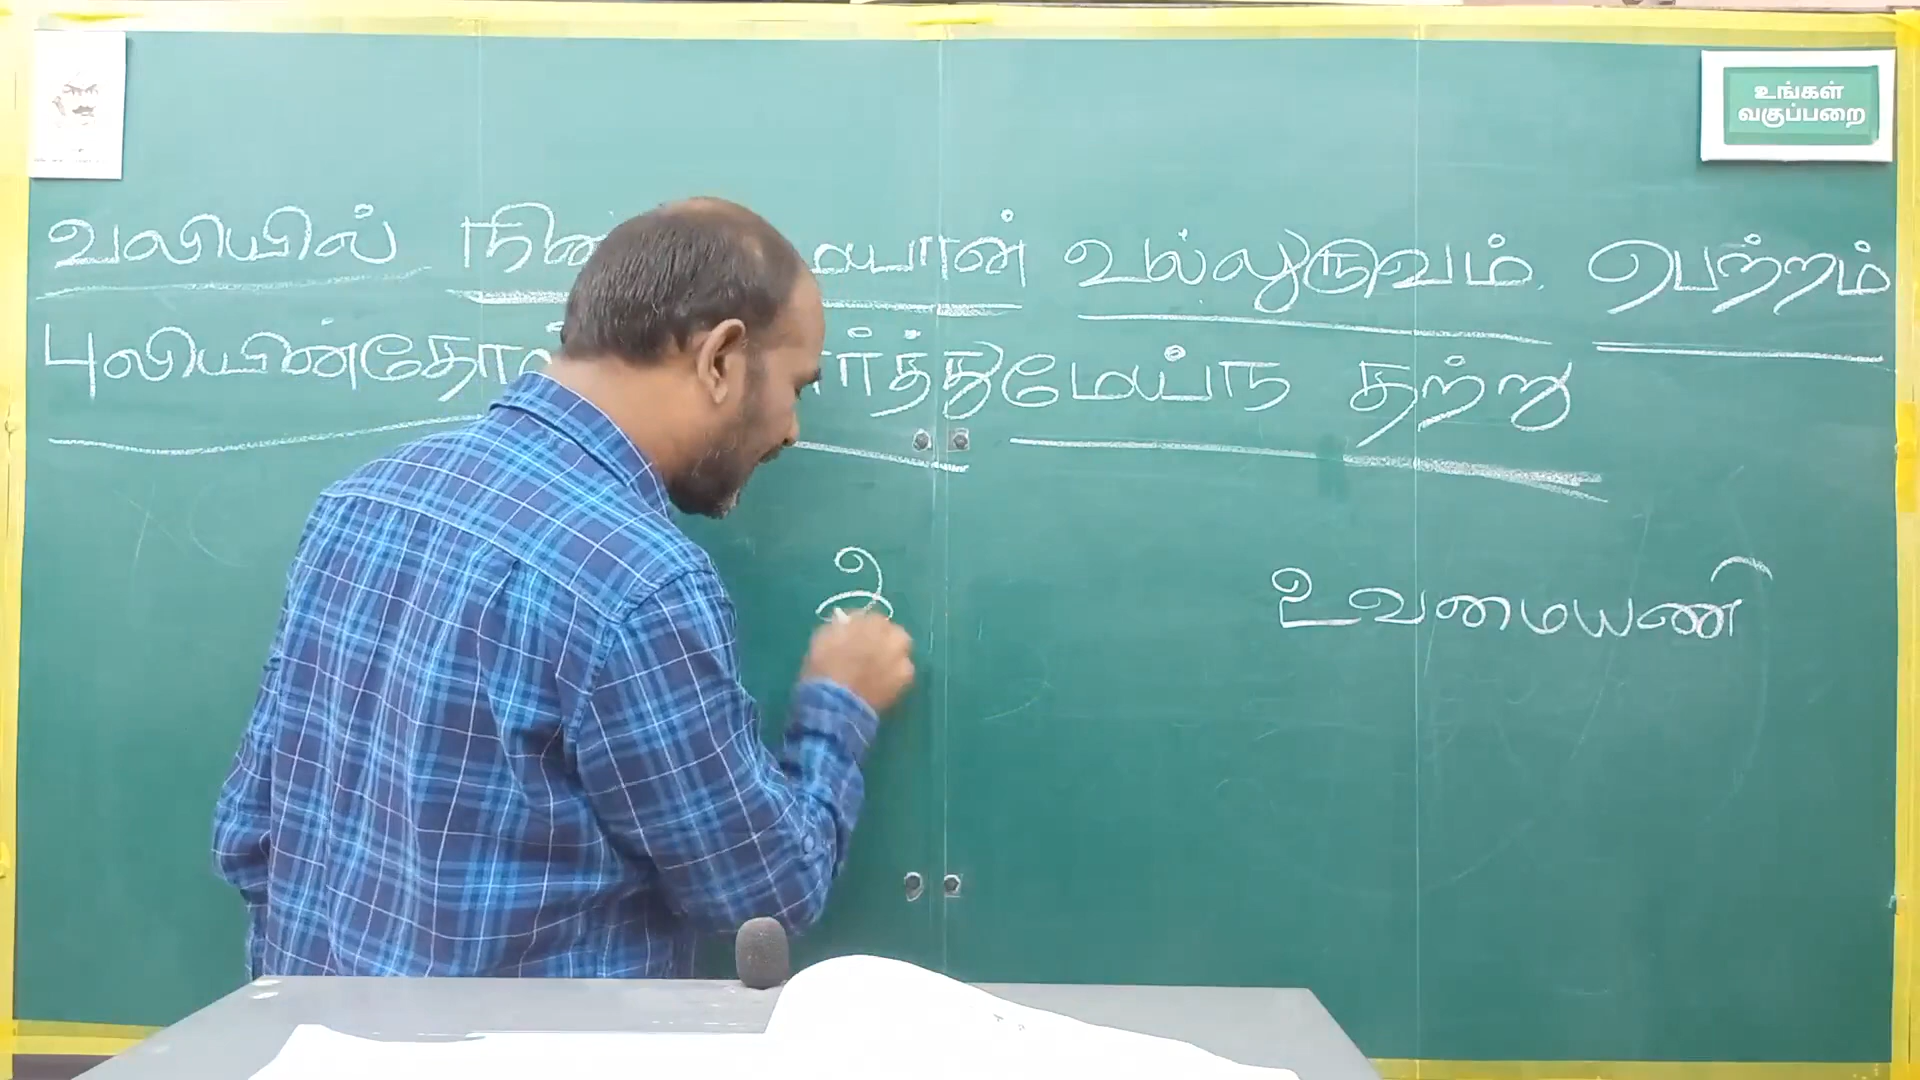 உங்கள்
வகுப்பறை
வலியில் வல்லுருவம் பெற்றம்
புலியின்தோல் மேய்ந தற்று
உவமையணி